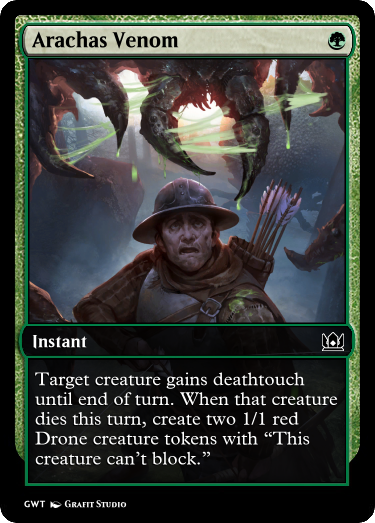 Arachas Venom
Instant
Target creature gains deathtouch
until end of turn. When that creature
dies this turn, create two 1/1 red
Drone creature tokens with “This
creature can’t block.”
GWT Grafit Studio